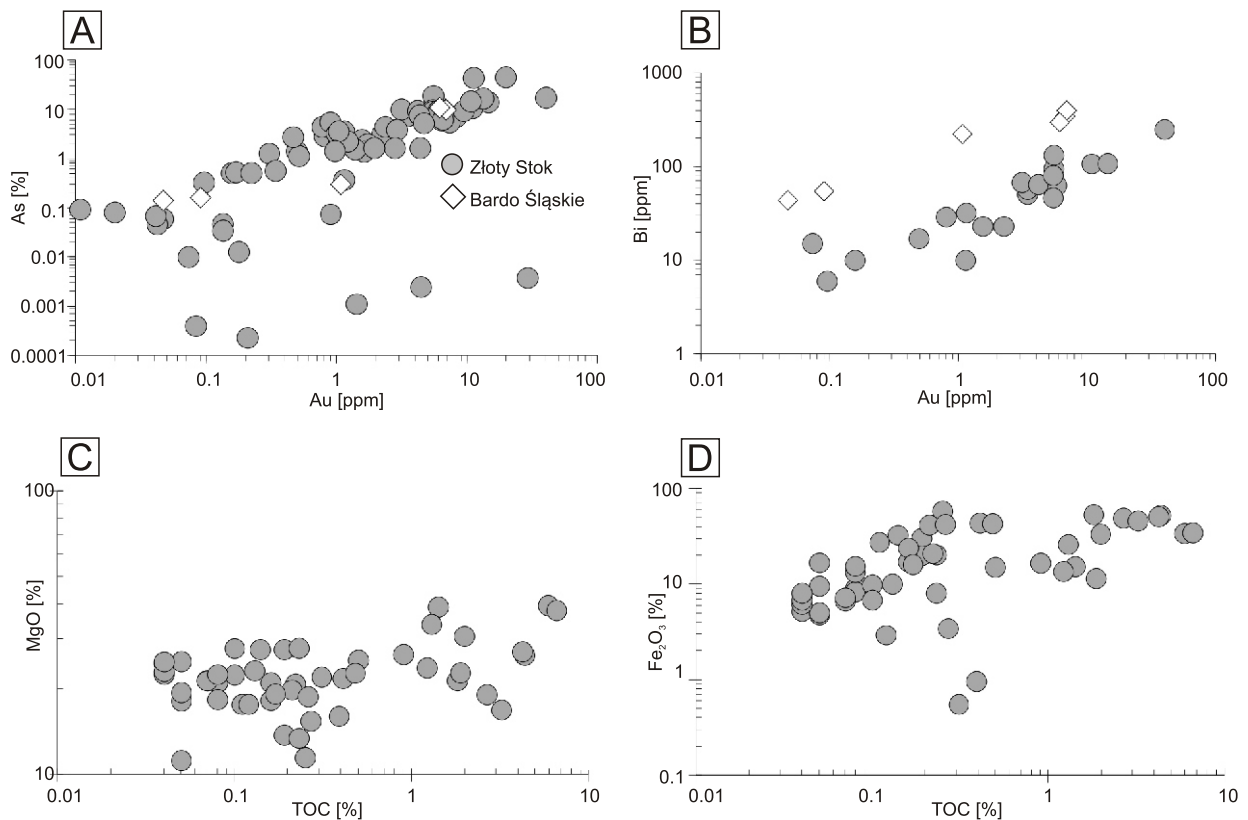 A
100
10
1
0.1
0.01
0.001
0.0001
As [%]
0.01
0.1
1
10
100
Au [ppm]
Złoty Stok
Bardo Śląskie
B
1000
100
10
1
Bi [ppm]
0.01
0.1
1
10
100
Au [ppm]
C
100
10
MgO [%]
0.01
0.1
1
10
TOC [%]
D
100
10
1
0.1
Fe₂O₃ [%]
0.01
0.1
1
10
TOC [%]